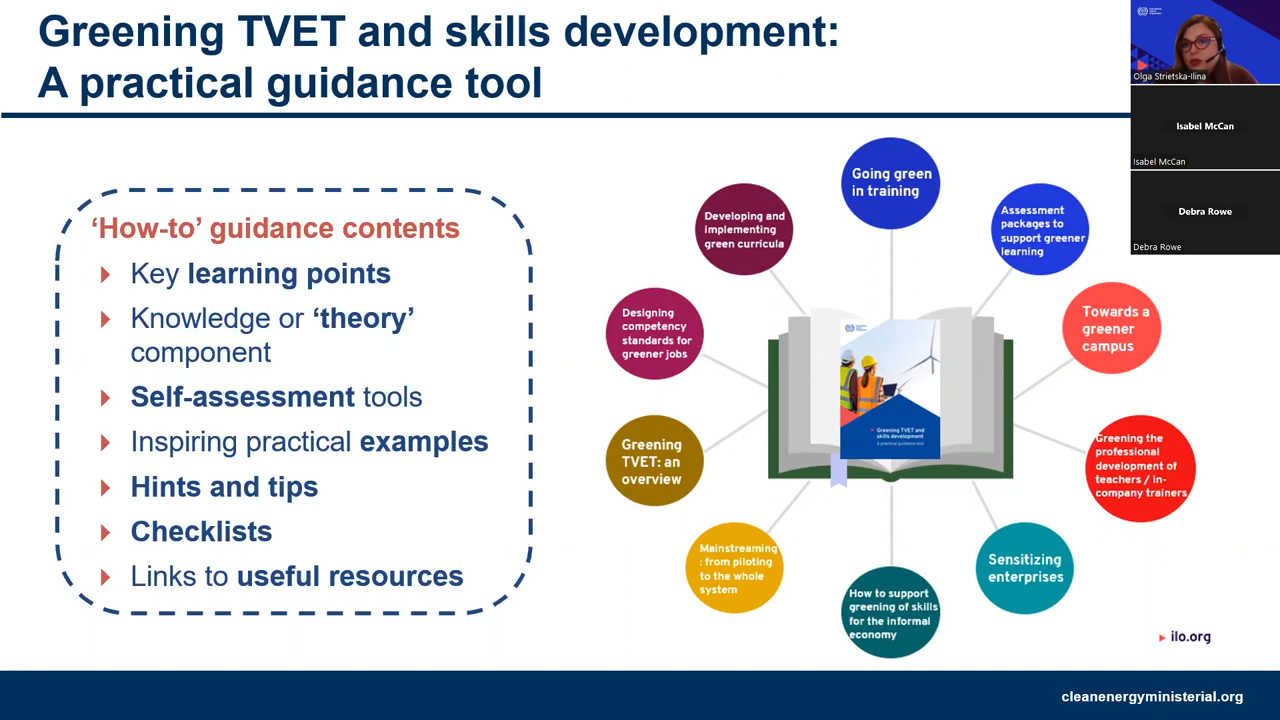 Greening TVET and skills development:
A practical guidance tool
‘How-to’ guidance contents
Key learning points
Knowledge or ‘theory’
component
Self-assessment tools
Inspiring practical examples
Hints and tips
Checklists
Links to useful resources
Going green
in training
Assessment
packages to
support greener
learning
Towards a
greener
campus
Greening the
professional
development of
teachers / in-
company trainers
Sensitizing
enterprises
How to support
greening of skills
for the informal
economy
Mainstreaming
: from piloting
to the whole
system
Greening
TVET: an
overview
Designing
competency
standards for
greener jobs
Developing and
implementing
green curricula
Greening TVET and
skills development
A practical guidance tool
ilo.org
cleanenergyministerial.org
Olga Strietska-Ilina
Isabel McCan
Isabel McCan
Debra Rowe
Debra Rowe